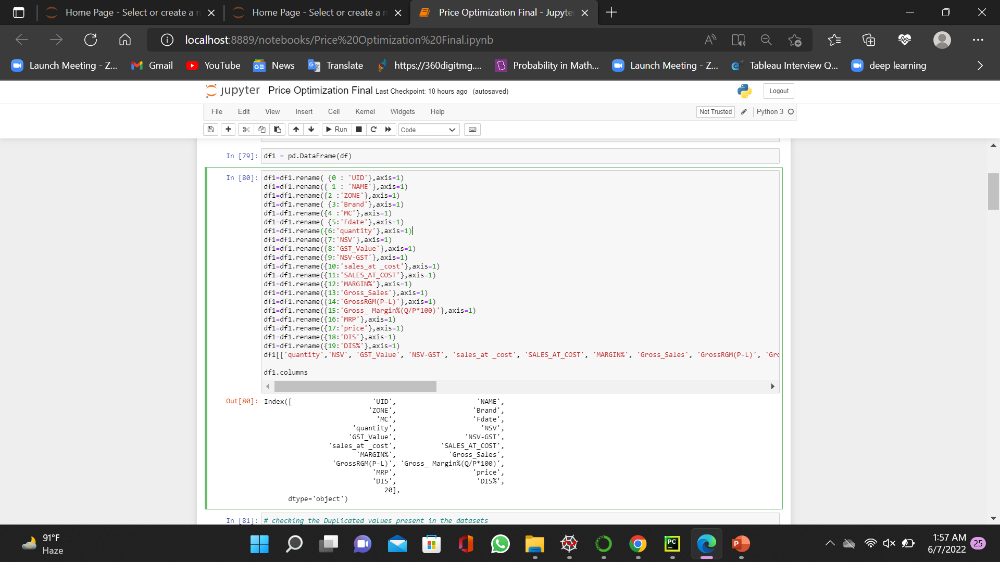 Home Page - Select or create a n
Home Page - Select or create a n
Price Optimization Final - Jupyte
localhost:8889/notebooks/Price%20Optimization%20Final.ipynb
Launch Meeting - Z...
Gmail
YouTube
News
Translate
https://360digitmg....
Probability in Math...
Launch Meeting - Z...
Tableau Interview Q...
deep learning
jupyter Price Optimization Final Last Checkpoint: 10 hours ago (autosaved)
Logout
File Edit View Insert Cell Kernel Widgets Help
Not Trusted
Python 3
Run
Code
In [79]: df1 = pd.DataFrame(df)
In [80]: df1=df1.rename( {0 : 'UID'},axis=1)
df1=df1.rename({ 1 : 'NAME'},axis=1)
df1=df1.rename({2 :'ZONE'},axis=1)
df1=df1.rename( {3:'Brand'},axis=1)
df1=df1.rename({4 :'MC'},axis=1)
df1=df1.rename( {5:'Fdate'},axis=1)
df1=df1.rename({6:'quantity'},axis=1)
df1=df1.rename({7:'NSV'},axis=1)
df1=df1.rename({8:'GST_Value'},axis=1)
df1=df1.rename({9:'NSV-GST'},axis=1)
df1=df1.rename({10:'sales_at _cost'},axis=1)
df1=df1.rename({11:'SALES_AT_COST'},axis=1)
df1=df1.rename({12:'MARGIN%'},axis=1)
df1=df1.rename({13:'Gross_Sales'},axis=1)
df1=df1.rename({14:'GrossRGM(P-L)'},axis=1)
df1=df1.rename({15:'Gross_ Margin%(Q/P*100)'},axis=1)
df1=df1.rename({16:'MRP'},axis=1)
df1=df1.rename({17:'price'},axis=1)
df1=df1.rename({18:'DIS'},axis=1)
df1=df1.rename({19:'DIS%'},axis=1)
df1[['quantity','NSV', 'GST_Value', 'NSV-GST', 'sales_at _cost', 'SALES_AT_COST', 'MARGIN%', 'Gross_Sales', 'GrossRGM(P-L)', 'Gro
df1.columns
Out[80]: Index([ 'UID', 'NAME',
'ZONE', 'Brand',
'MC', 'Fdate',
'quantity', 'NSV',
'GST_Value', 'NSV-GST',
'sales_at _cost', 'SALES_AT_COST',
'MARGIN%', 'Gross_Sales',
'GrossRGM(P-L)', 'Gross_ Margin%(Q/P*100)',
'MRP', 'price',
'DIS', 'DIS%',
20],
dtype='object')
In [81]: # checking the Duplicated values present in the datasets
91°F
Haze
1:57 AM
6/7/2022
25